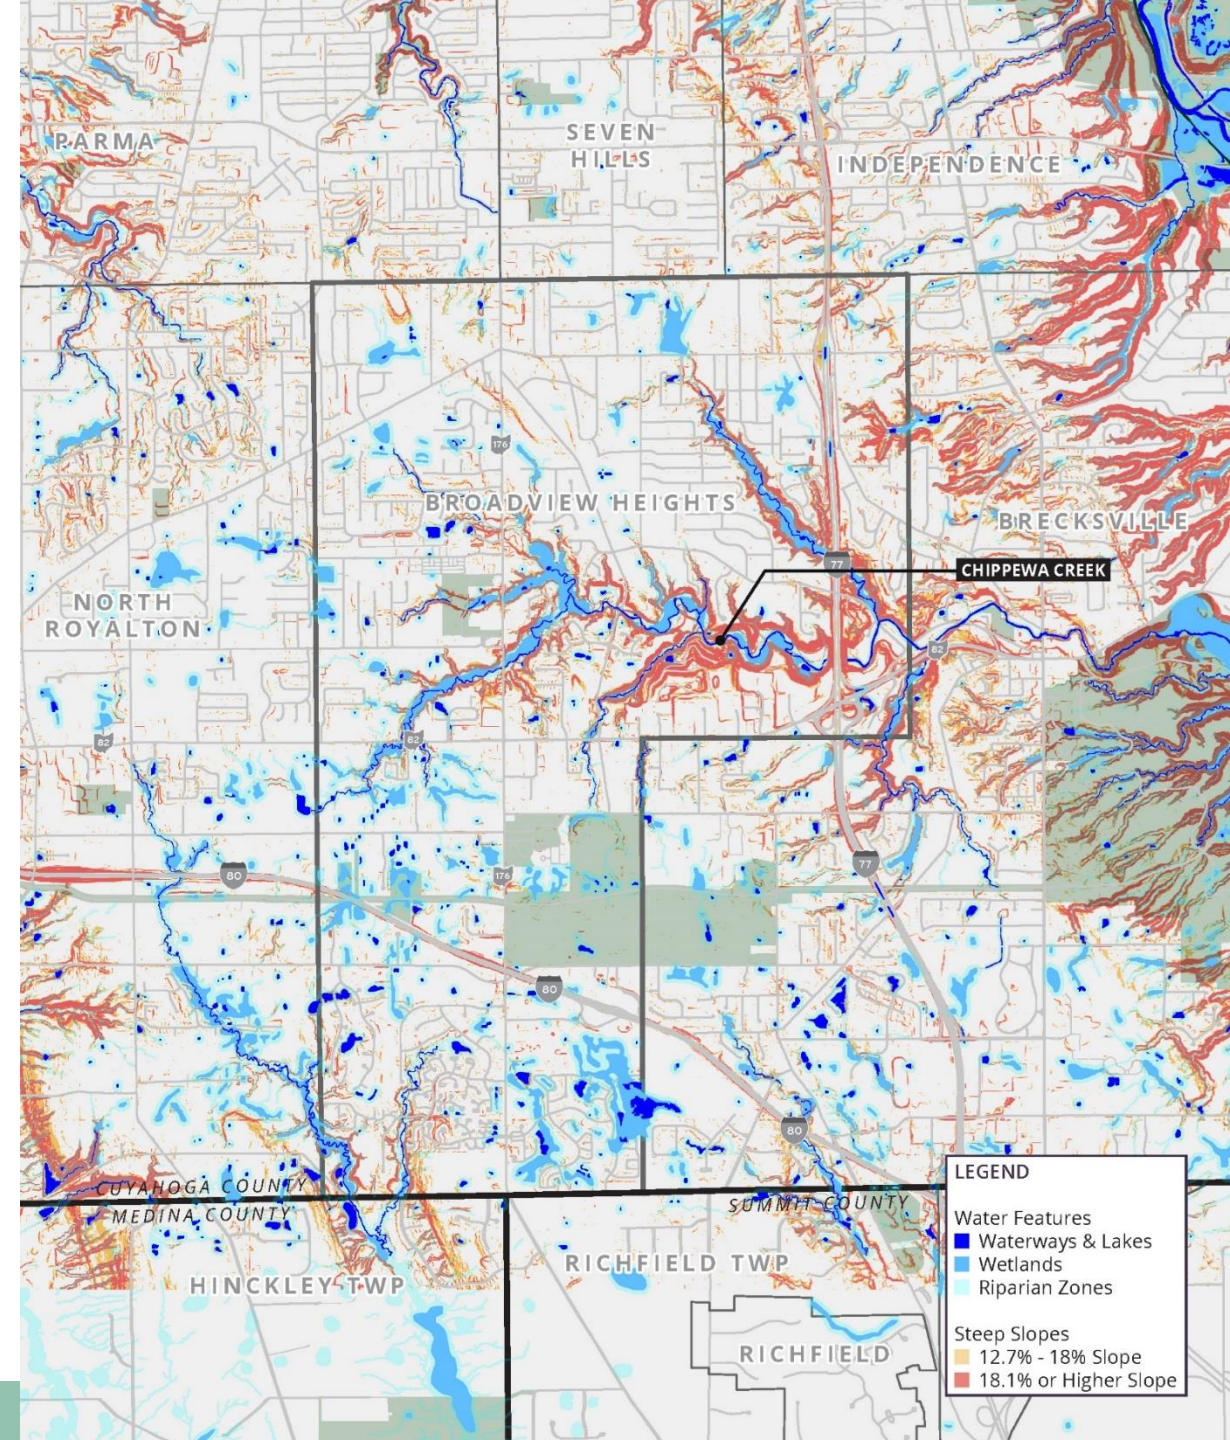 PARMA
SEVEN
HILLS
INDEPENDENCE
176
BROADVIEW HEIGHTS
BRECKSVILLE
77
CHIPPEWA CREEK
NORTH
ROYALTON
82
82
82
77
80
176
80
80
CUYAHOGA COUNTY
MEDINA COUNTY
SUMMIT COUNTY
HINCKLEY TWP
RICHFIELD TWP
RICHFIELD
LEGEND
Water Features
Waterways & Lakes
Wetlands
Riparian Zones
Steep Slopes
12.7% - 18% Slope
18.1% or Higher Slope